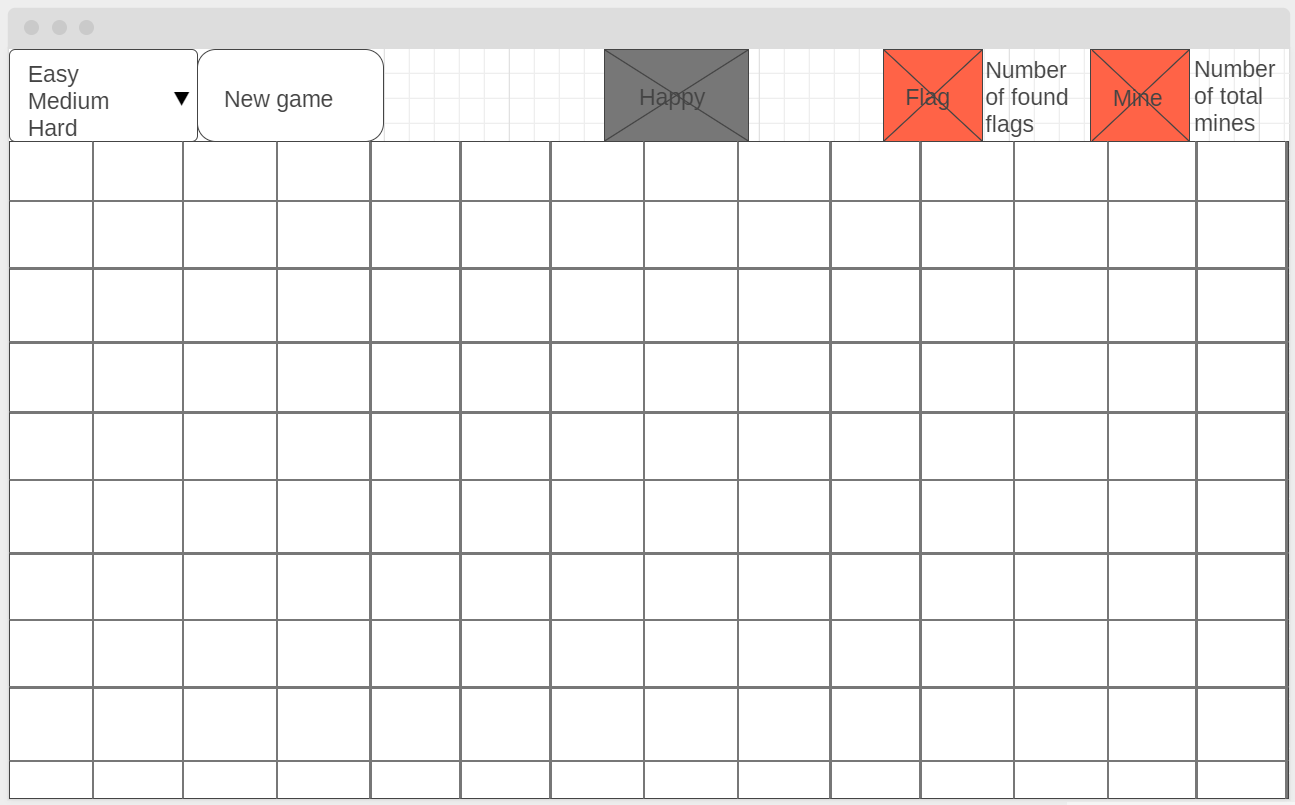 Easy
Medium
Hard
New game
Happy
Flag
Number
of found
flags
Mine
Number
of total
mines